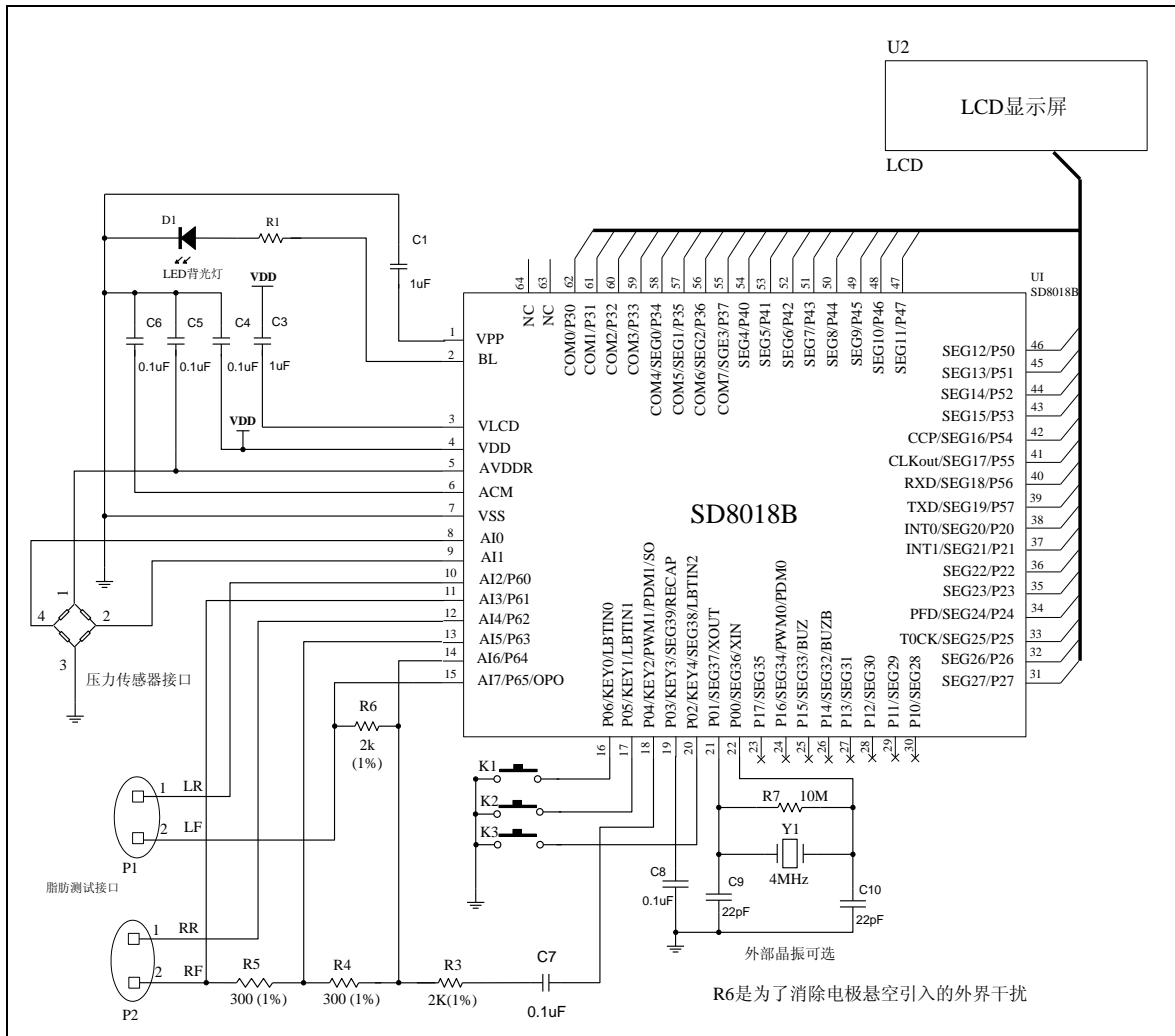 U2
LCD显示屏
LCD
D1
R1
C1
LED背光灯
1uF
VDD
C6
C5
C4
C3
0.1uF
0.1uF
0.1uF
1uF
VDD
UI
SD8018B
SD8018B
1
VPP
2
BL
3
VLCD
4
VDD
5
AVDDR
6
ACM
7
VSS
8
AI0
9
AI1
10
AI2/P60
11
AI3/P61
12
AI4/P62
13
AI5/P63
14
AI6/P64
15
AI7/P65/OPO
64
NC
63
NC
62
COM0/P30
61
COM1/P31
60
COM2/P32
59
COM3/P33
58
COM4/SEG0/P34
57
COM5/SEG1/P35
56
COM6/SEG2/P36
55
COM7/SGE3/P37
54
SEG4/P40
53
SEG5/P41
52
SEG6/P42
51
SEG7/P43
50
SEG8/P44
49
SEG9/P45
48
SEG10/P46
47
SEG11/P47
SEG12/P50
46
SEG13/P51
45
SEG14/P52
44
SEG15/P53
43
CCP/SEG16/P54
42
CLKout/SEG17/P55
41
RXD/SEG18/P56
40
TXD/SEG19/P57
39
INT0/SEG20/P20
38
INT1/SEG21/P21
37
SEG22/P22
36
SEG23/P23
35
PFD/SEG24/P24
34
T0CK/SEG25/P25
33
SEG26/P26
32
SEG27/P27
31
P06/KEY0/LBTIN0
16
P05/KEY1/LBTIN1
17
P04/KEY2/PWM1/PDM1/SO
18
P03/KEY3/SEG39/RECAP
19
P02/KEY4/SEG38/LBTIN2
20
P01/SEG37/XOUT
21
P00/SEG36/XIN
22
P17/SEG35
23
P16/SEG34/PWM0/PDM0
24
P15/SEG33/BUZ
25
P14/SEG32/BUZB
26
P13/SEG31
27
P12/SEG30
28
P11/SEG29
29
P10/SEG28
30
1
4
2
3
压力传感器接口
R6
2k
(1%)
K1
K2
K3
R7
10M
Y1
4MHz
C8
0.1uF
C9
22pF
C10
22pF
外部晶振可选
1
LR
2
LF
P1
脂肪测试接口
1
RR
2
RF
P2
R5
300 (1%)
R4
300 (1%)
R3
2K(1%)
C7
0.1uF
R6是为了消除电极悬空引入的外界干扰